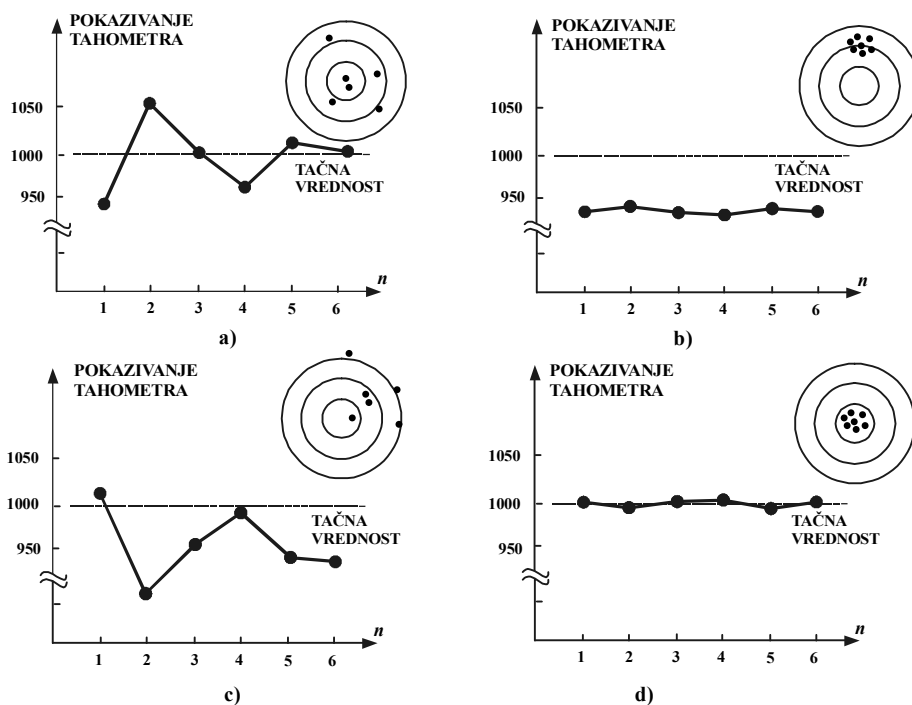 POKAZIVANJE
TAHOMETRA
1050
1000
950
TAČNA
VREDNOST
n
1 2 3 4 5 6
a)
POKAZIVANJE
TAHOMETRA
1050
1000
950
TAČNA
VREDNOST
n
1 2 3 4 5 6
b)
POKAZIVANJE
TAHOMETRA
1050
1000
950
TAČNA
VREDNOST
n
1 2 3 4 5 6
c)
POKAZIVANJE
TAHOMETRA
1050
1000
950
TAČNA
VREDNOST
n
1 2 3 4 5 6
d)